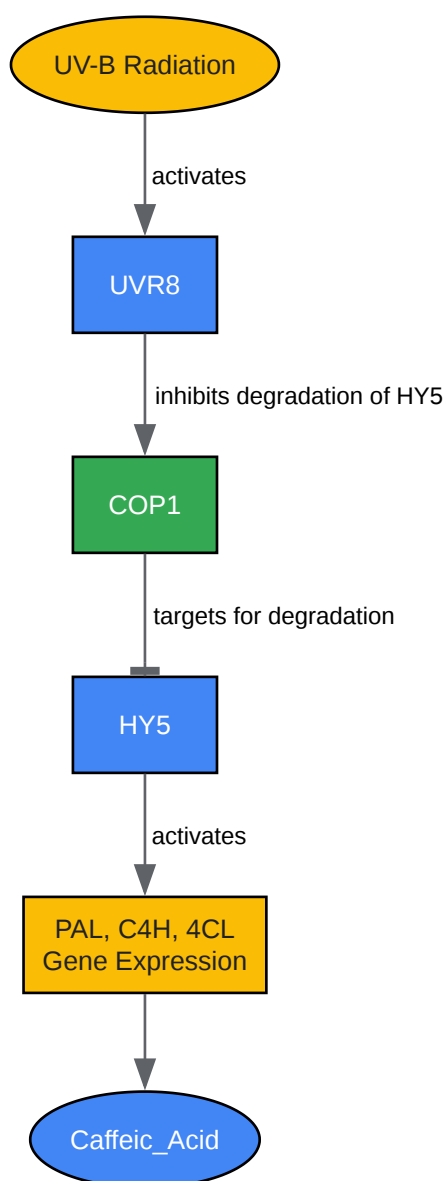 UV-B Radiation
activates
UVR8
inhibits degradation of HY5
COP1
targets for degradation
HY5
activates
PAL, C4H, 4CL
Gene Expression
Caffeic_Acid